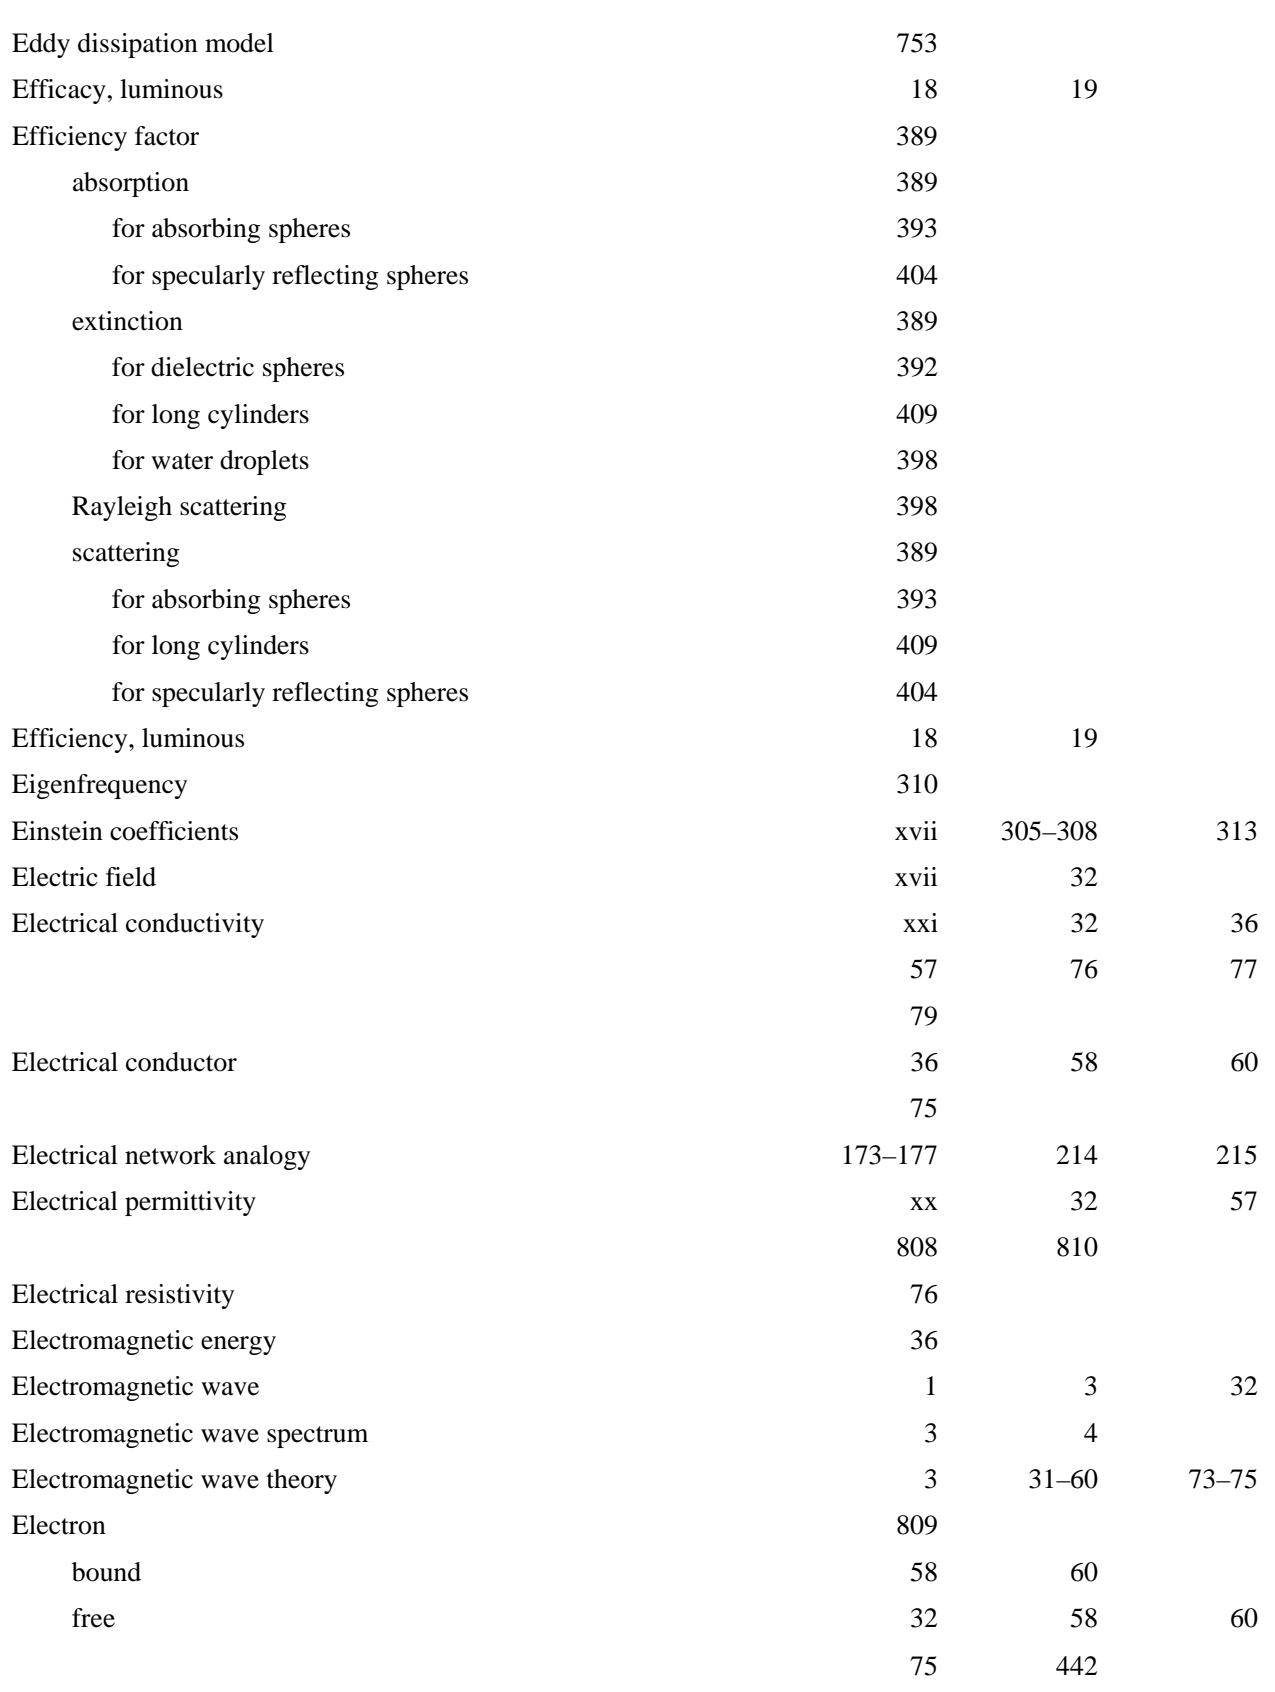 Eddy dissipation model 753
Efficacy, luminous 18 19
Efficiency factor 389
absorption 389
for absorbing spheres 393
for specularly reflecting spheres 404
extinction 389
for dielectric spheres 392
for long cylinders 409
for water droplets 398
Rayleigh scattering 398
scattering 389
for absorbing spheres 393
for long cylinders 409
for specularly reflecting spheres 404
Efficiency, luminous 18 19
Eigenfrequency 310
Einstein coefficients xvii 305–308 313
Electric field xvii 32
Electrical conductivity xxi 32 36
57 76 77
79
Electrical conductor 36 58 60
75
Electrical network analogy 173–177 214 215
Electrical permittivity xx 32 57
808 810
Electrical resistivity 76
Electromagnetic energy 36
Electromagnetic wave 1 3 32
Electromagnetic wave spectrum 3 4
Electromagnetic wave theory 3 31–60 73–75
Electron 809
bound 58 60
free 32 58 60
75 442